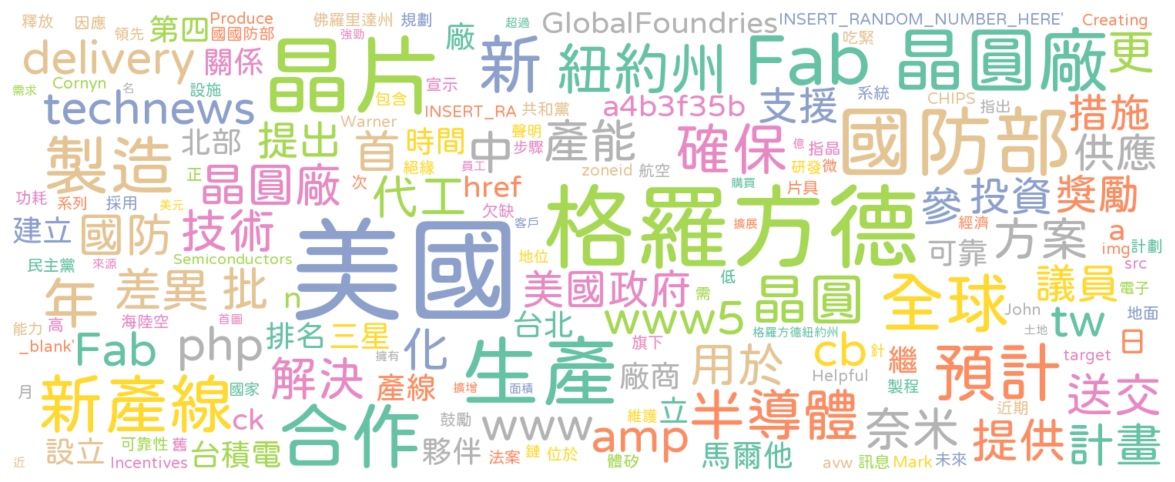 釋放 因應 第四 Produce 佛羅里達州 規劃 GlobalFoundries INSERT_RANDOM_NUMBER_HERE' Creating
領先 國國防部 強勁 廠 超過 吃緊
delivery 關係 晶片 新 紐約州 Fab 晶圓廠 更
需求 Cornyn 設施 名 包含 宣示 INSERT_RA 共和黨 a4b3f35b 支援 系統 CHIPS 指出 措施
technews 北部 提出 Warner 首 時間 中 聲明 步驟 產能 確保 國防部 供應
製造 正 晶圓廠 絕緣 員工 zoneid 航空 億 指晶 研發 微
功耗 系列 採用 次 代工 href 欠缺 購買 片具 參 投資 獎勵
建立 國防 技術 美國 客戶 格羅方德 擴展 經濟 可靠 方案 a img 計劃
民主黨 來源 Semiconductors 地位 低 src
年 差異 批 n 美國政府 需 晶圓 全球 議員 電子
能力 高 海陸空 首圖 排名 三星 台北 旗下 www5 格羅方德紐約州 John 土地 tw 地面
_blank' Fab php 擁有 化 生產 cb 針 繼 target 日
新產線 國家 解決 產線 擴增 面積 廠商 用於 Helpful 製程 預計 送交
月 ck 合作 鼓勵 www 維護 立 半導體 近期
設立 可靠性 舊 台積電 夥伴 法案 鏈 位於 amp 馬爾他 奈米 提供 計畫
近 Incentives 體矽 avw 訊息 Mark 未來
美元